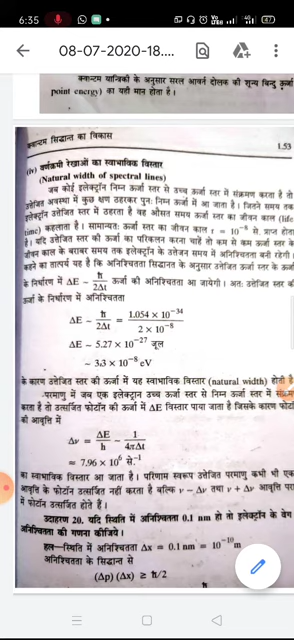 6:35
47
08-07-2020-18....
क्वान्टम यान्त्रिकी के अनुसार सरल आवर्त दोलक की शून्य बिन्दु ऊर्जा
point energy) का यही मान होता है।
क्वान्टम सिद्धान्त का विकास
1.53
(iv) वर्णक्रमी रेखाओं का स्वाभाविक विस्तार
(Natural width of spectral lines)
जब कोई इलेक्ट्रॉन निम्न ऊर्जा स्तर से उच्च ऊर्जा स्तर में संक्रमण करता है तो
उत्तेजित अवस्था में कुछ क्षण ठहरकर पुनः निम्न ऊर्जा में आ जाता है। जितने समय तक
इलेक्ट्रॉन उत्तेजित स्तर में ठहरता है वह औसत समय ऊर्जा स्तर का जीवन काल (life
time) कहलाता है। सामान्यतः ऊर्जा स्तर का जीवन काल t = 10⁻⁸ से. प्राप्त होता
है। यदि उत्तेजित स्तर की ऊर्जा का परिकलन करना चाहें तो कम से कम ऊर्जा स्तर के
जीवन काल के बराबर समय तक इलेक्ट्रॉन के उत्तेजन समय में अनिश्चितता बनी रहेगी।
कहने का तात्पर्य यह है कि अनिश्चितता सिद्धान्त के अनुसार उत्तेजित ऊर्जा स्तर के ऊर्जा
के निर्धारण में ΔE ~ ħ/2Δt ऊर्जा की अनिश्चितता आ जायेगी। अतः उत्तेजित स्तर की
ऊर्जा के निर्धारण में अनिश्चितता
ΔE ~ ħ/2Δt = 1.054 × 10⁻³⁴/2 × 10⁻⁸
ΔE ~ 5.27 × 10⁻²⁷ जूल
~ 3.3 × 10⁻⁸ eV
के कारण उत्तेजित स्तर की ऊर्जा में यह स्वाभाविक विस्तार (natural width) होती है
परमाणु में जब एक इलेक्ट्रान उच्च ऊर्जा स्तर से निम्न ऊर्जा स्तर में संक्रमण
करता है तो उत्सर्जित फोटॉन की ऊर्जा में ΔE विस्तार पाया जाता है जिसके कारण फोटॉन
की आवृत्ति में
Δν = ΔE/h ~ 1/4πΔt
≈ 7.96 × 10⁶ से⁻¹
का स्वाभाविक विस्तार आ जाता है। परिणाम स्वरूप उत्तेजित परमाणु कभी भी एक
आवृत्ति के फोटॉन उत्सर्जित नहीं करता है बल्कि ν – Δν तथा ν + Δν आवृत्ति परास
में फोटॉन उत्सर्जित होते हैं।
उदाहरण 20. यदि स्थिति में अनिश्चितता 0.1 nm हो तो इलेक्ट्रॉन के वेग
अनिश्चितता की गणना कीजिये।
हल–स्थिति में अनिश्चितता Δx = 0.1 nm = 10⁻¹⁰ m
अनिश्चितता के सिद्धान्त से
(Δp) (Δx) ≥ ħ/2
ħ